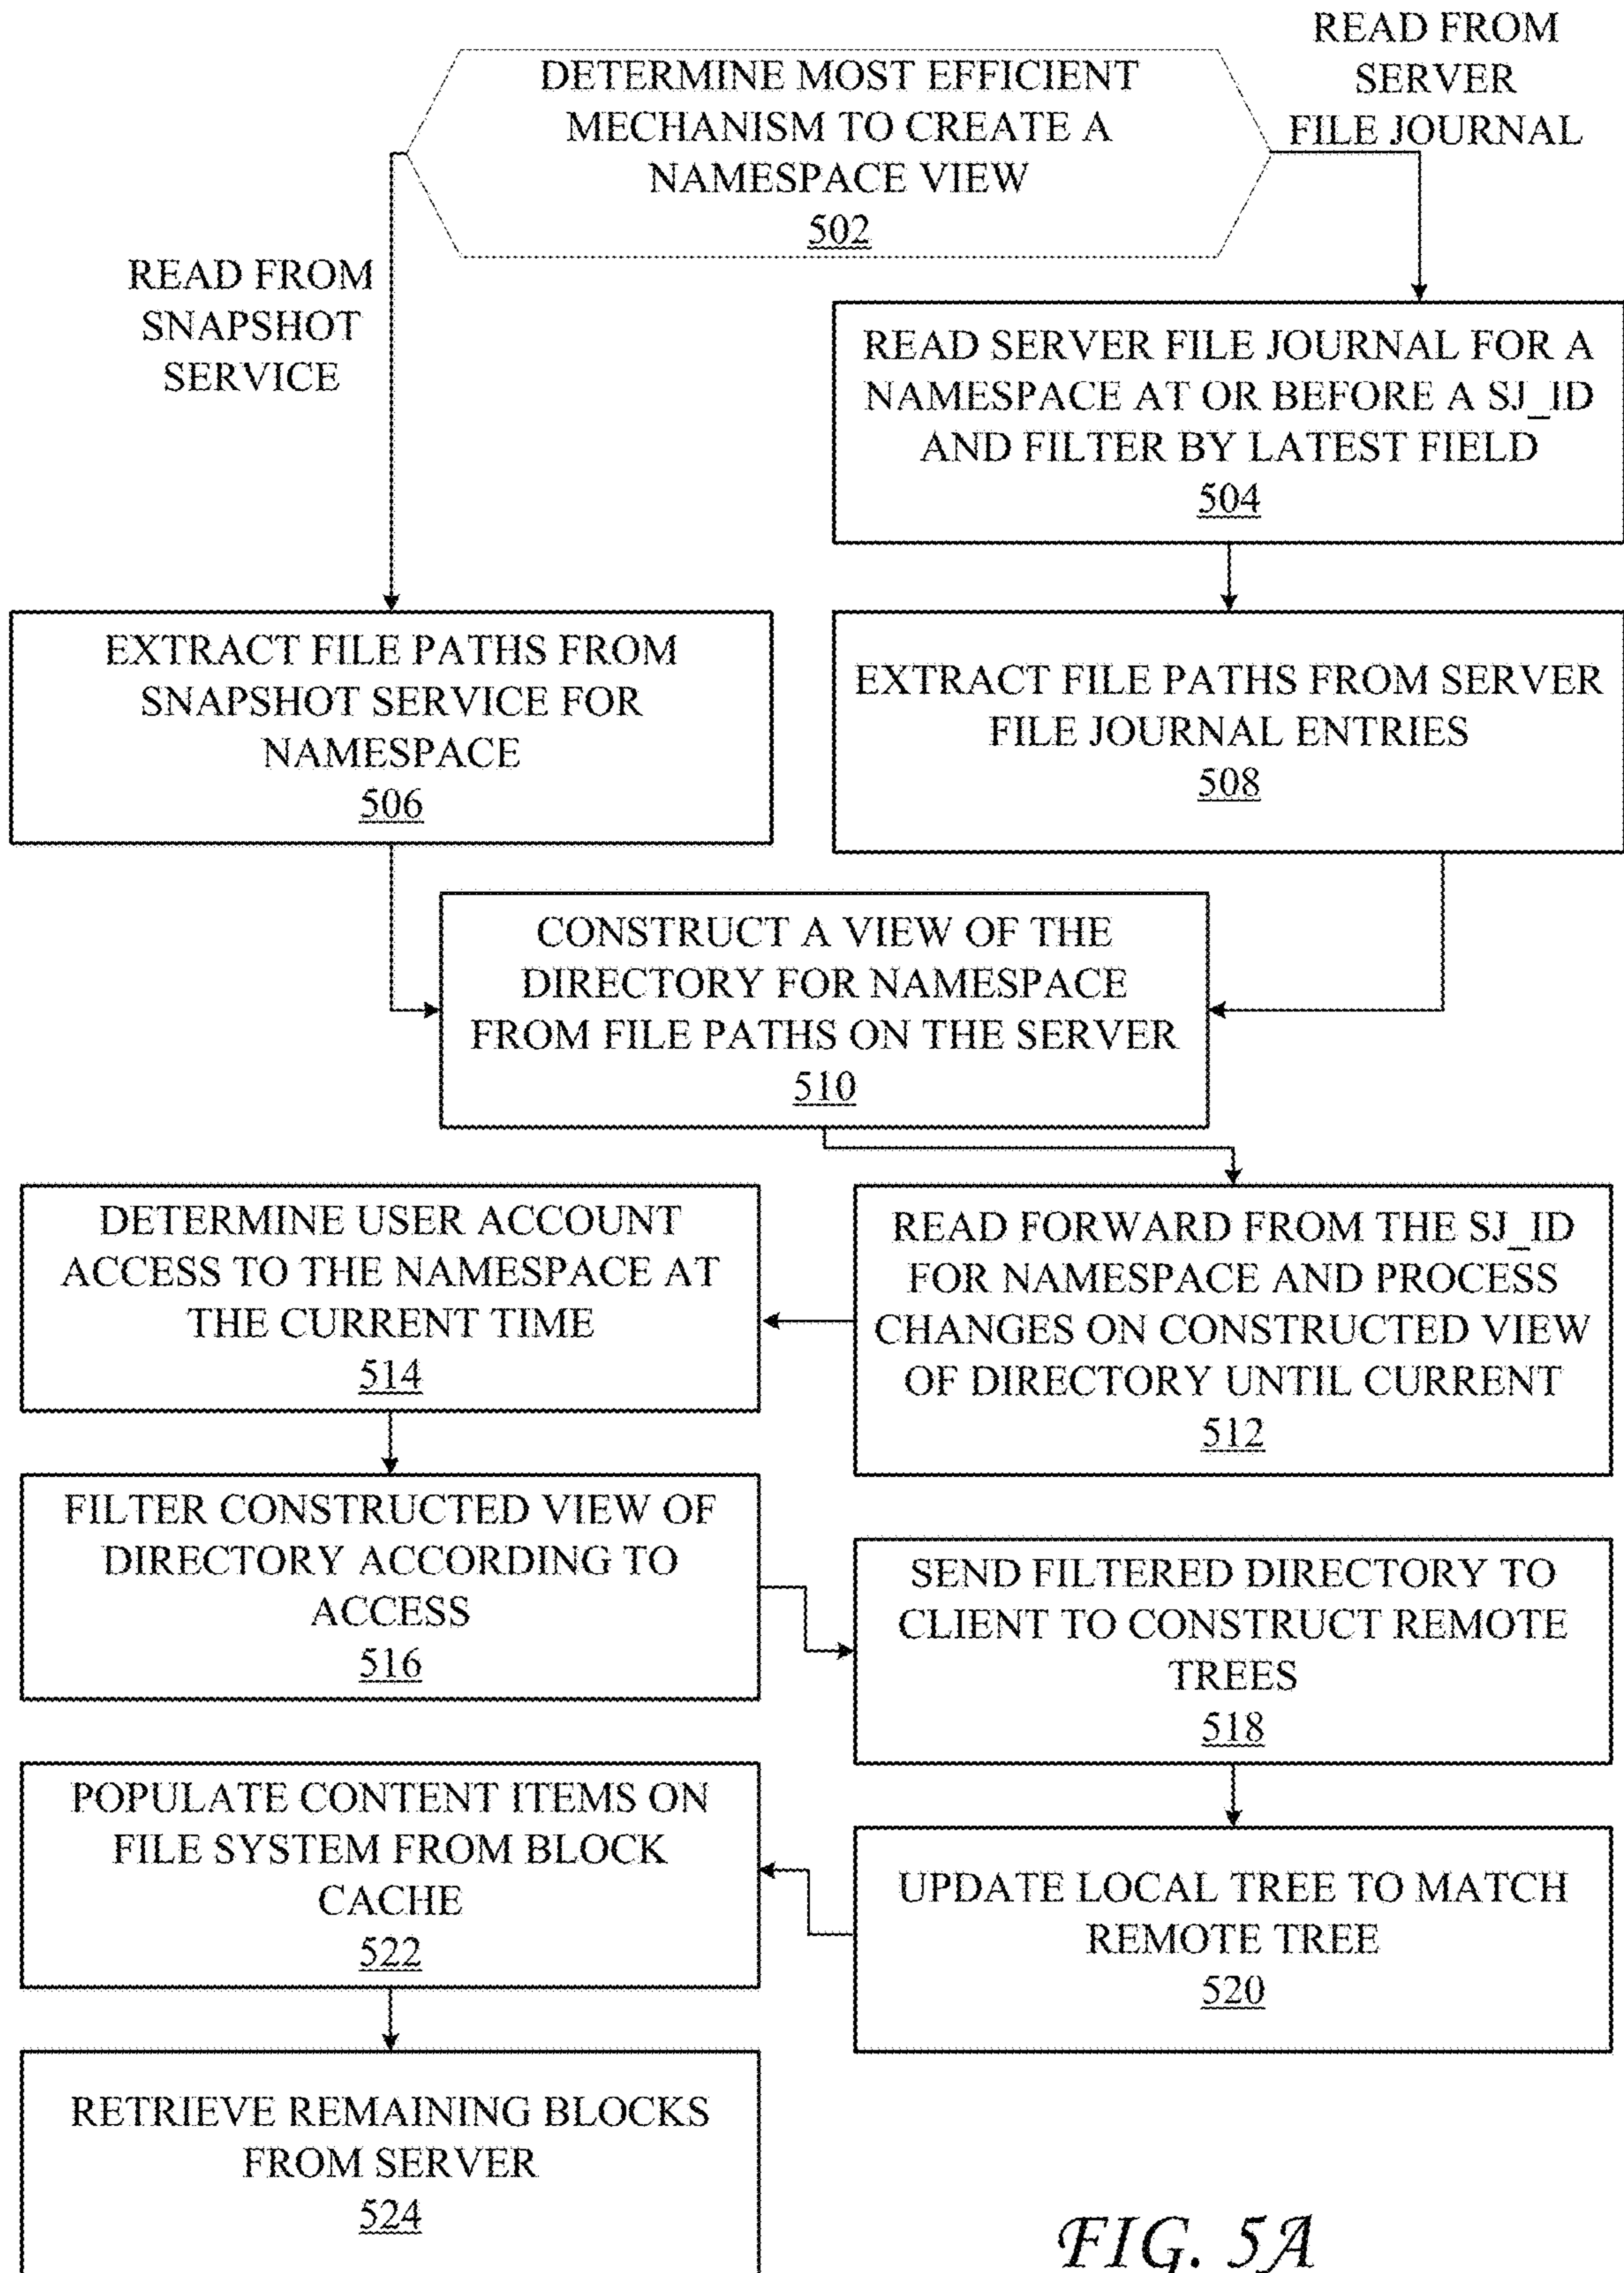 READ FROM
SERVER
FILE JOURNAL
DETERMINE MOST EFFICIENT
MECHANISM TO CREATE A
NAMESPACE VIEW
502
READ FROM
SNAPSHOT
SERVICE
READ SERVER FILE JOURNAL FOR A
NAMESPACE AT OR BEFORE A SJ_ID
AND FILTER BY LATEST FIELD
504
EXTRACT FILE PATHS FROM
SNAPSHOT SERVICE FOR
NAMESPACE
506
EXTRACT FILE PATHS FROM SERVER
FILE JOURNAL ENTRIES
508
CONSTRUCT A VIEW OF THE
DIRECTORY FOR NAMESPACE
FROM FILE PATHS ON THE SERVER
510
READ FORWARD FROM THE SJ_ID
FOR NAMESPACE AND PROCESS
CHANGES ON CONSTRUCTED VIEW
OF DIRECTORY UNTIL CURRENT
512
DETERMINE USER ACCOUNT
ACCESS TO THE NAMESPACE AT
THE CURRENT TIME
514
FILTER CONSTRUCTED VIEW OF
DIRECTORY ACCORDING TO
ACCESS
516
SEND FILTERED DIRECTORY TO
CLIENT TO CONSTRUCT REMOTE
TREES
518
UPDATE LOCAL TREE TO MATCH
REMOTE TREE
520
POPULATE CONTENT ITEMS ON
FILE SYSTEM FROM BLOCK
CACHE
522
RETRIEVE REMAINING BLOCKS
FROM SERVER
524
FIG. 5A